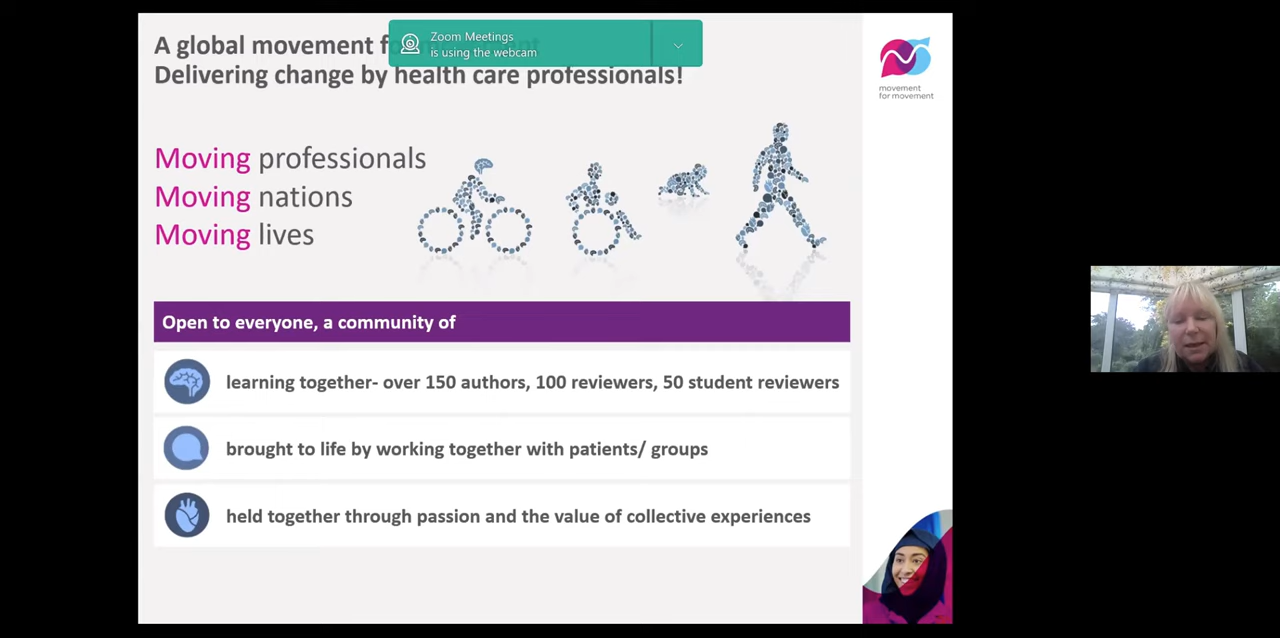 A global movement f
Zoom Meetings
is using the webcam
Delivering change by health care professionals!
movement
for movement
Moving professionals
Moving nations
Moving lives
Open to everyone, a community of
learning together- over 150 authors, 100 reviewers, 50 student reviewers
brought to life by working together with patients/ groups
held together through passion and the value of collective experiences